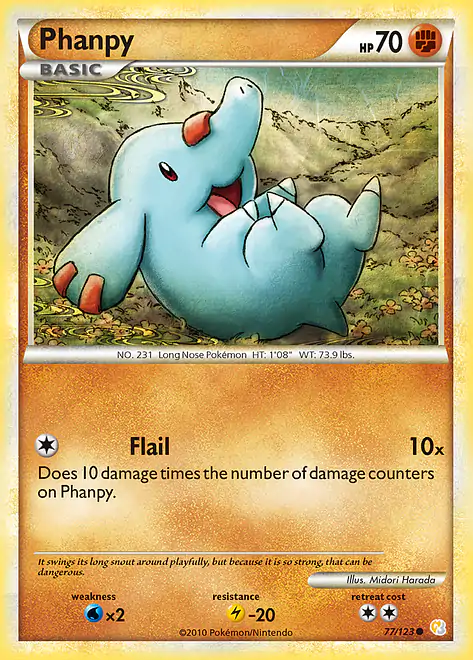 Phanpy HP 70
BASIC
NO. 231 Long Nose Pokémon HT: 1'08" WT: 73.9 lbs.
Flail 10x
Does 10 damage times the number of damage counters
on Phanpy.
It swings its long snout around playfully, but because it is so strong, that can be
dangerous.
Illus. Midori Harada
weakness resistance retreat cost
×2 -20
©2010 Pokémon/Nintendo 77/123